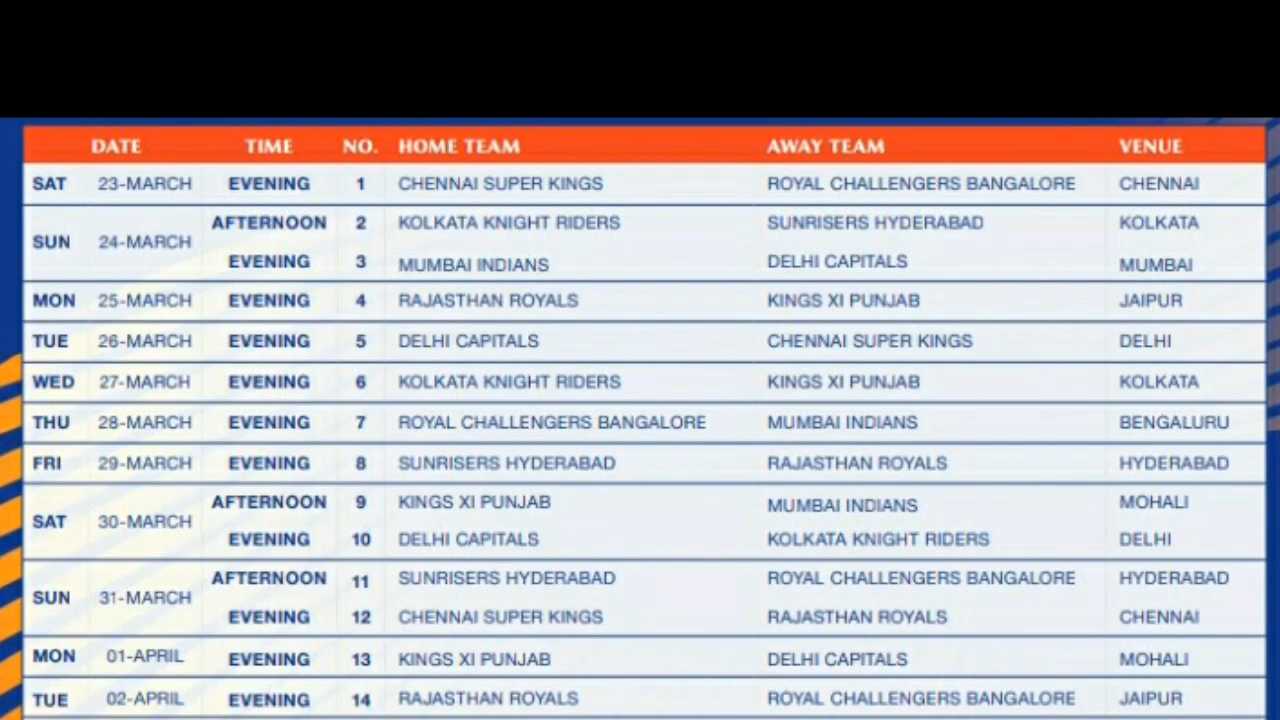 DATE TIME NO. HOME TEAM AWAY TEAM VENUE
SAT 23-MARCH EVENING 1 CHENNAI SUPER KINGS ROYAL CHALLENGERS BANGALORE CHENNAI
SUN 24-MARCH AFTERNOON 2 KOLKATA KNIGHT RIDERS SUNRISERS HYDERABAD KOLKATA
EVENING 3 MUMBAI INDIANS DELHI CAPITALS MUMBAI
MON 25-MARCH EVENING 4 RAJASTHAN ROYALS KINGS XI PUNJAB JAIPUR
TUE 26-MARCH EVENING 5 DELHI CAPITALS CHENNAI SUPER KINGS DELHI
WED 27-MARCH EVENING 6 KOLKATA KNIGHT RIDERS KINGS XI PUNJAB KOLKATA
THU 28-MARCH EVENING 7 ROYAL CHALLENGERS BANGALORE MUMBAI INDIANS BENGALURU
FRI 29-MARCH EVENING 8 SUNRISERS HYDERABAD RAJASTHAN ROYALS HYDERABAD
SAT 30-MARCH AFTERNOON 9 KINGS XI PUNJAB MUMBAI INDIANS MOHALI
EVENING 10 DELHI CAPITALS KOLKATA KNIGHT RIDERS DELHI
SUN 31-MARCH AFTERNOON 11 SUNRISERS HYDERABAD ROYAL CHALLENGERS BANGALORE HYDERABAD
EVENING 12 CHENNAI SUPER KINGS RAJASTHAN ROYALS CHENNAI
MON 01-APRIL EVENING 13 KINGS XI PUNJAB DELHI CAPITALS MOHALI
TUE 02-APRIL EVENING 14 RAJASTHAN ROYALS ROYAL CHALLENGERS BANGALORE JAIPUR